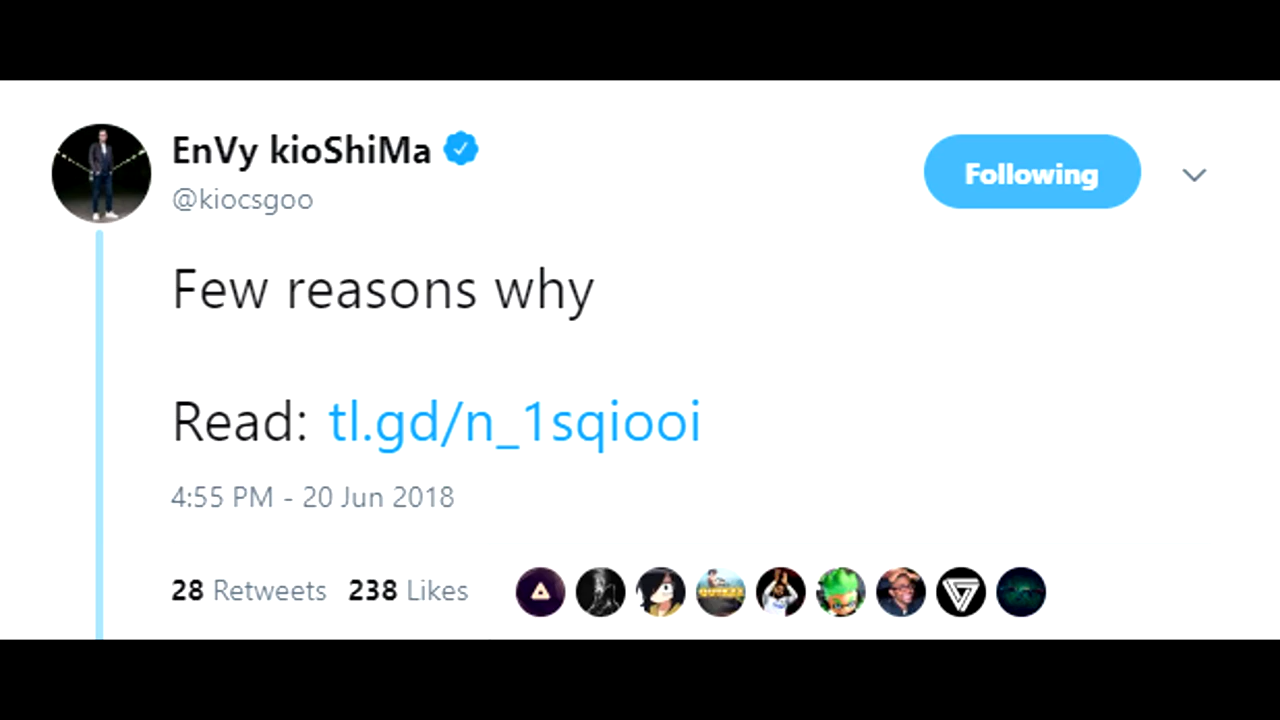 EnVy kioShiMa
@kiocsgoo
Following
Few reasons why
Read: tl.gd/n_1sqiooi
4:55 PM - 20 Jun 2018
28 Retweets 238 Likes